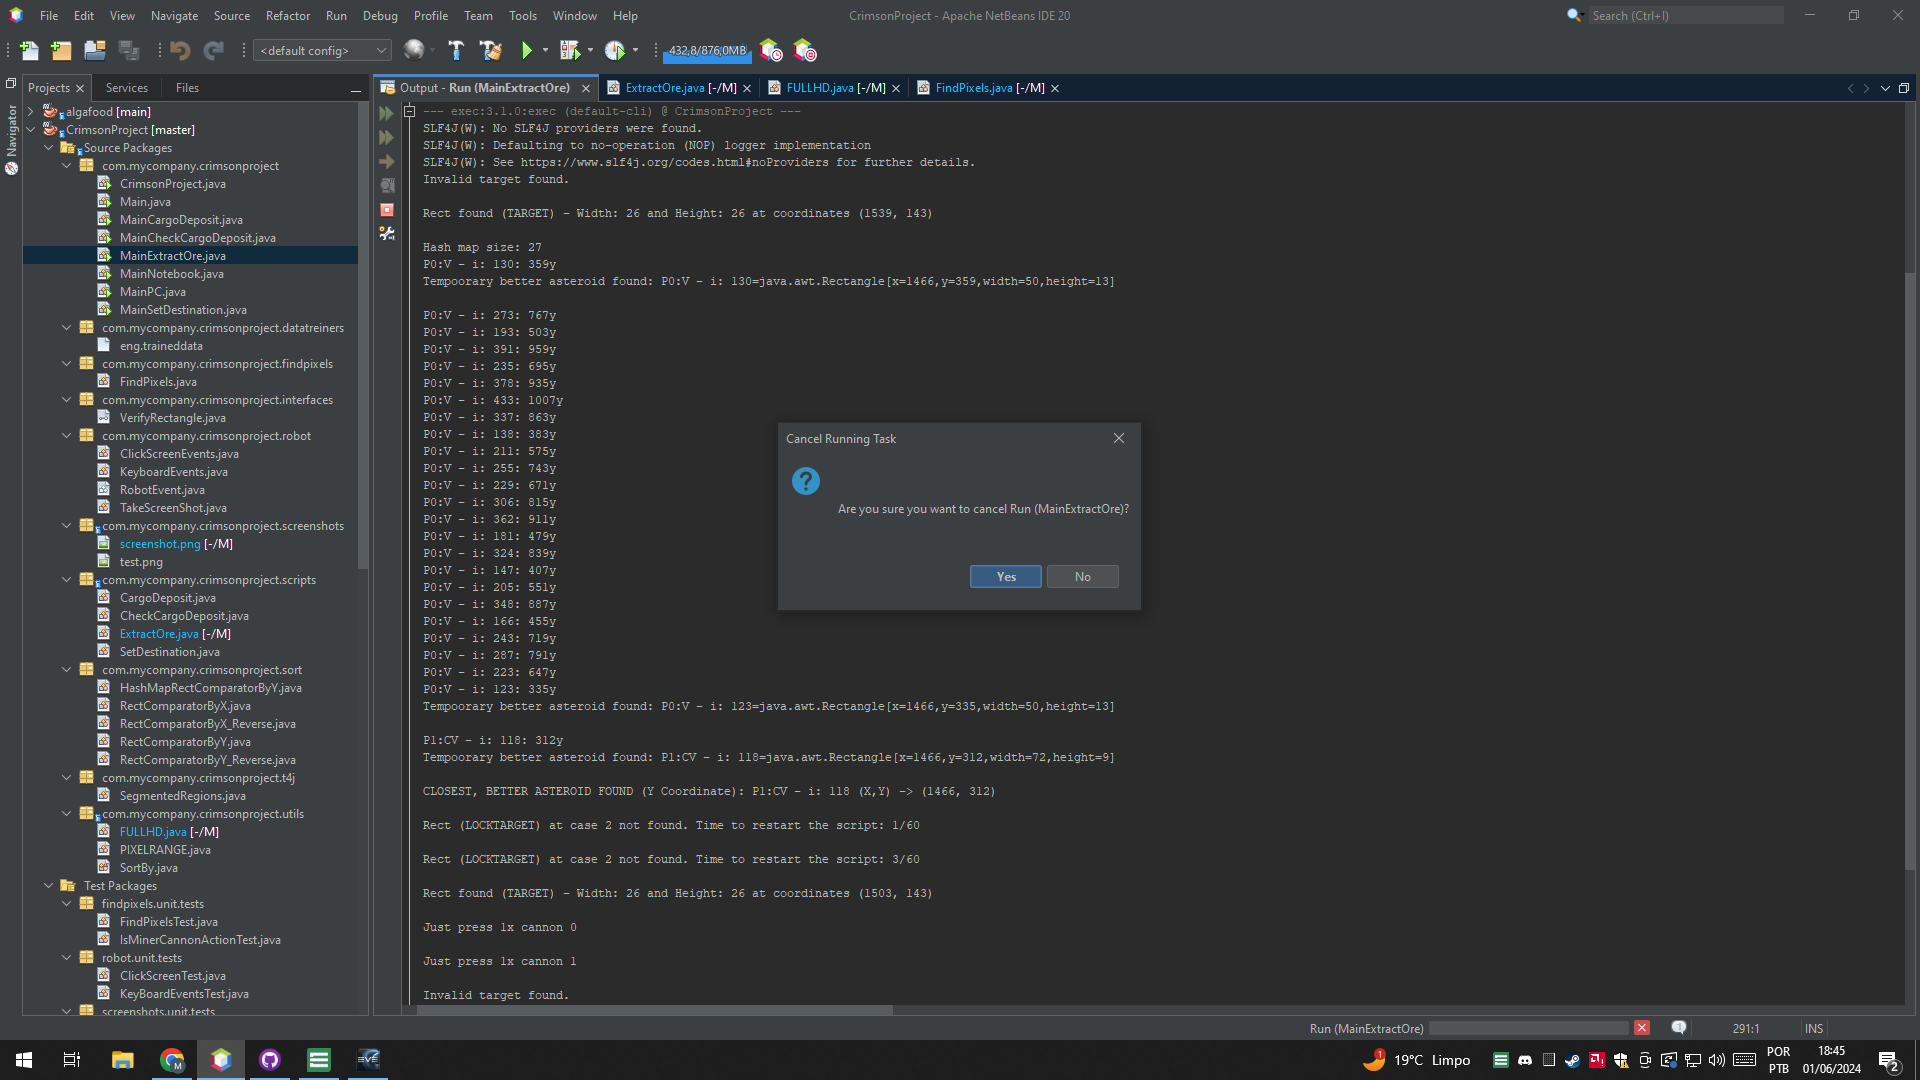 File Edit View Navigate Source Refactor Run Debug Profile Team Tools Window Help
CrimsonProject - Apache NetBeans IDE 20
Search (Ctrl+I)
<default config>
432,8/876,0MB
Projects
Services
Files
Output - Run (MainExtractOre)
ExtractOre.java [-/M]
FULLHD.java [-/M]
FindPixels.java [-/M]
Navigator
algafood [main]
CrimsonProject [master]
Source Packages
com.mycompany.crimsonproject
CrimsonProject.java
Main.java
MainCargoDeposit.java
MainCheckCargoDeposit.java
MainExtractOre.java
MainNotebook.java
MainPC.java
MainSetDestination.java
com.mycompany.crimsonproject.datatreiners
eng.traineddata
com.mycompany.crimsonproject.findpixels
FindPixels.java
com.mycompany.crimsonproject.interfaces
VerifyRectangle.java
com.mycompany.crimsonproject.robot
ClickScreenEvents.java
KeyboardEvents.java
RobotEvent.java
TakeScreenShot.java
com.mycompany.crimsonproject.screenshots
screenshot.png [-/M]
test.png
com.mycompany.crimsonproject.scripts
CargoDeposit.java
CheckCargoDeposit.java
ExtractOre.java [-/M]
SetDestination.java
com.mycompany.crimsonproject.sort
HashMapRectComparatorByY.java
RectComparatorByX.java
RectComparatorByX_Reverse.java
RectComparatorByY.java
RectComparatorByY_Reverse.java
com.mycompany.crimsonproject.t4j
SegmentedRegions.java
com.mycompany.crimsonproject.utils
FULLHD.java [-/M]
PIXELRANGE.java
SortBy.java
Test Packages
findpixels.unit.tests
FindPixelsTest.java
IsMinerCannonActionTest.java
robot.unit.tests
ClickScreenTest.java
KeyBoardEventsTest.java
screenshots.unit.tests
--- exec:3.1.0:exec (default-cli) @ CrimsonProject ---
SLF4J(W): No SLF4J providers were found.
SLF4J(W): Defaulting to no-operation (NOP) logger implementation
SLF4J(W): See https://www.slf4j.org/codes.html#noProviders for further details.
Invalid target found.
Rect found (TARGET) - Width: 26 and Height: 26 at coordinates (1539, 143)
Hash map size: 27
P0:V - i: 130: 359y
Tempoorary better asteroid found: P0:V - i: 130=java.awt.Rectangle[x=1466,y=359,width=50,height=13]
P0:V - i: 273: 767y
P0:V - i: 193: 503y
P0:V - i: 391: 959y
P0:V - i: 235: 695y
P0:V - i: 378: 935y
P0:V - i: 433: 1007y
P0:V - i: 337: 863y
P0:V - i: 138: 383y
P0:V - i: 211: 575y
P0:V - i: 255: 743y
P0:V - i: 229: 671y
P0:V - i: 306: 815y
P0:V - i: 362: 911y
P0:V - i: 181: 479y
P0:V - i: 324: 839y
P0:V - i: 147: 407y
P0:V - i: 205: 551y
P0:V - i: 348: 887y
P0:V - i: 166: 455y
P0:V - i: 243: 719y
P0:V - i: 287: 791y
P0:V - i: 223: 647y
P0:V - i: 123: 335y
Tempoorary better asteroid found: P0:V - i: 123=java.awt.Rectangle[x=1466,y=335,width=50,height=13]
P1:CV - i: 118: 312y
Tempoorary better asteroid found: P1:CV - i: 118=java.awt.Rectangle[x=1466,y=312,width=72,height=9]
CLOSEST, BETTER ASTEROID FOUND (Y Coordinate): P1:CV - i: 118 (X,Y) -> (1466, 312)
Rect (LOCKTARGET) at case 2 not found. Time to restart the script: 1/60
Rect (LOCKTARGET) at case 2 not found. Time to restart the script: 3/60
Rect found (TARGET) - Width: 26 and Height: 26 at coordinates (1503, 143)
Just press 1x cannon 0
Just press 1x cannon 1
Invalid target found.
Cancel Running Task
Are you sure you want to cancel Run (MainExtractOre)?
Yes
No
Run (MainExtractOre)
291:1
INS
1
19°C Limpo
POR
PTB
18:45
01/06/2024
2